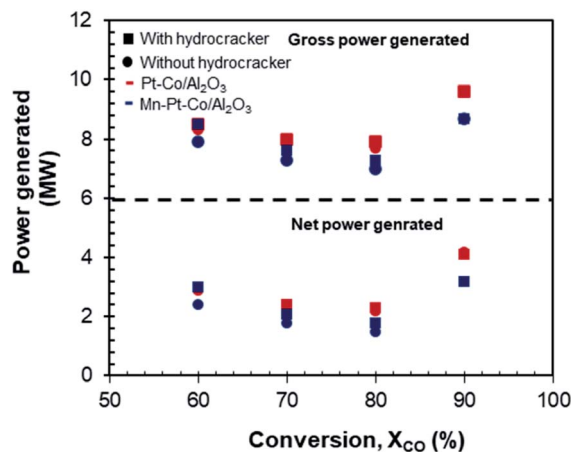 12
10
8
6
4
2
0
50
60
70
80
90
100
Power generated
(MW)
Conversion, X_CO (%)
With hydrocracker
Without hydrocracker
Pt-Co/Al₂O₃
Mn-Pt-Co/Al₂O₃
Gross power generated
Net power genrated